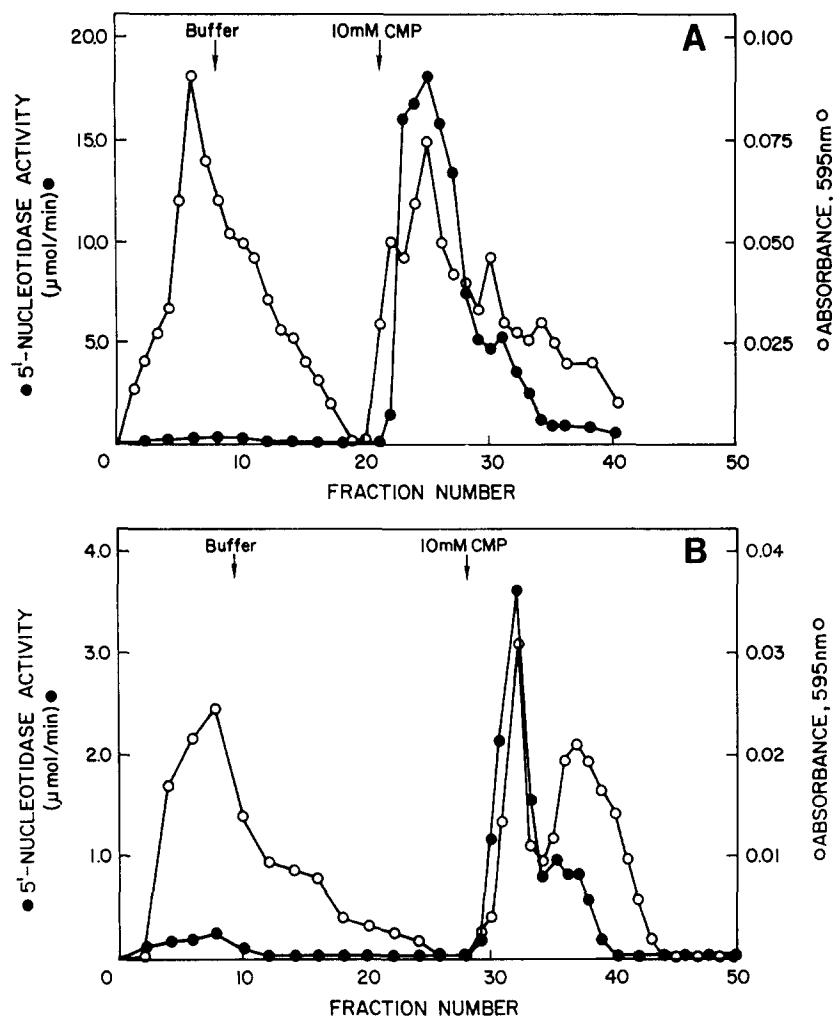 A
Buffer
10mM CMP
20.0
15.0
10.0
5.0
0.100
0.075
0.050
0.025
0
10
20
30
40
50
● 5'-NUCLEOTIDASE ACTIVITY
(μmol/min)●
○ABSORBANCE, 595nm○
FRACTION NUMBER
B
Buffer
10mM CMP
4.0
3.0
2.0
1.0
0.04
0.03
0.02
0.01
0
10
20
30
40
50
● 5'-NUCLEOTIDASE ACTIVITY
(μmol/min)●
○ABSORBANCE, 595nm○
FRACTION NUMBER